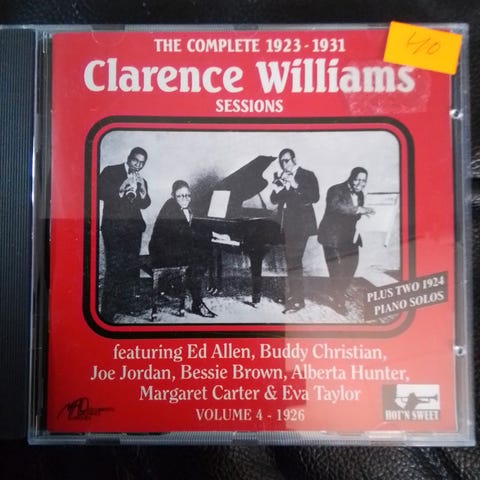 THE COMPLETE 1923-1931
40
Clarence Williams
SESSIONS
PLUS TWO 1924
PIANO SOLOS
featuring Ed Allen, Buddy Christian,
Joe Jordan, Bessie Brown, Alberta Hunter,
Margaret Carter & Eva Taylor
VOLUME 4 - 1926
HOT'N SWEET